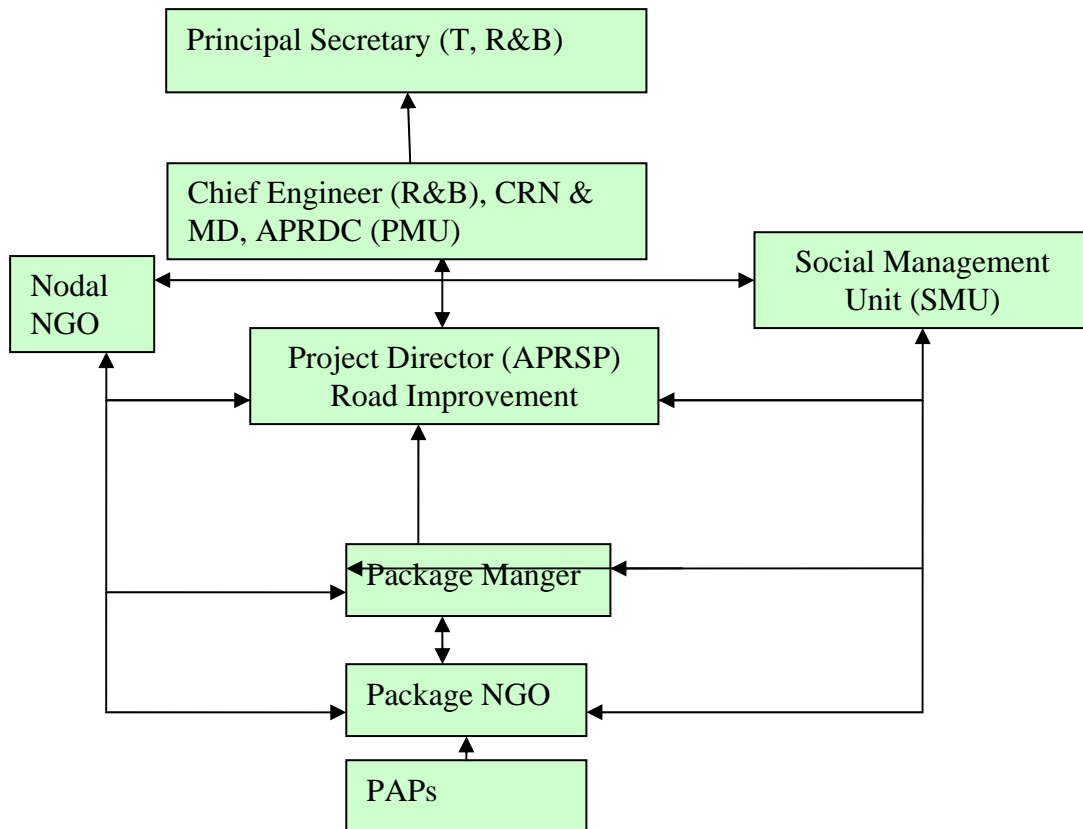 Principal Secretary (T, R&B)
Chief Engineer (R&B), CRN &
MD, APRDC (PMU)
Nodal
NGO
Social Management
Unit (SMU)
Project Director (APRSP)
Road Improvement
Package Manger
Package NGO
PAPs